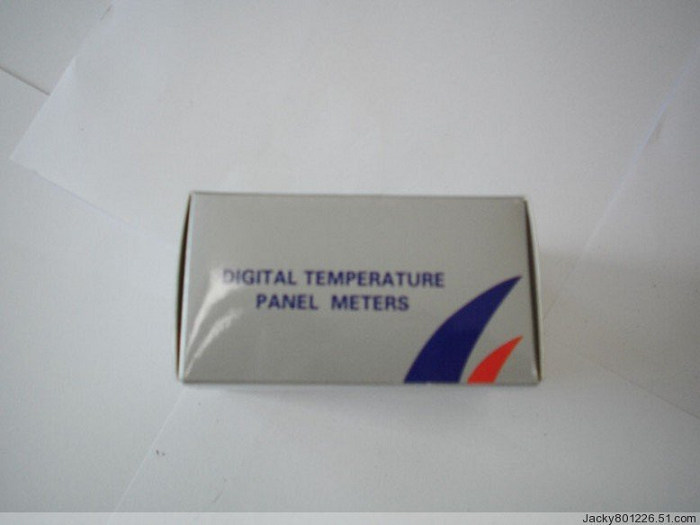 DIGITAL TEMPERATURE
PANEL METERS
Jacky801226.51.com